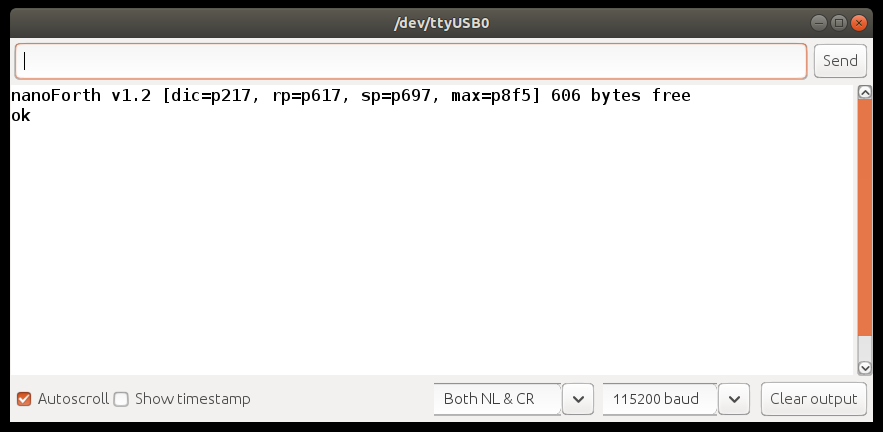 /dev/ttyUSB0
Send
nanoForth v1.2 [dic=p217, rp=p617, sp=p697, max=p8f5] 606 bytes free
ok
Autoscroll Show timestamp Both NL & CR 115200 baud Clear output